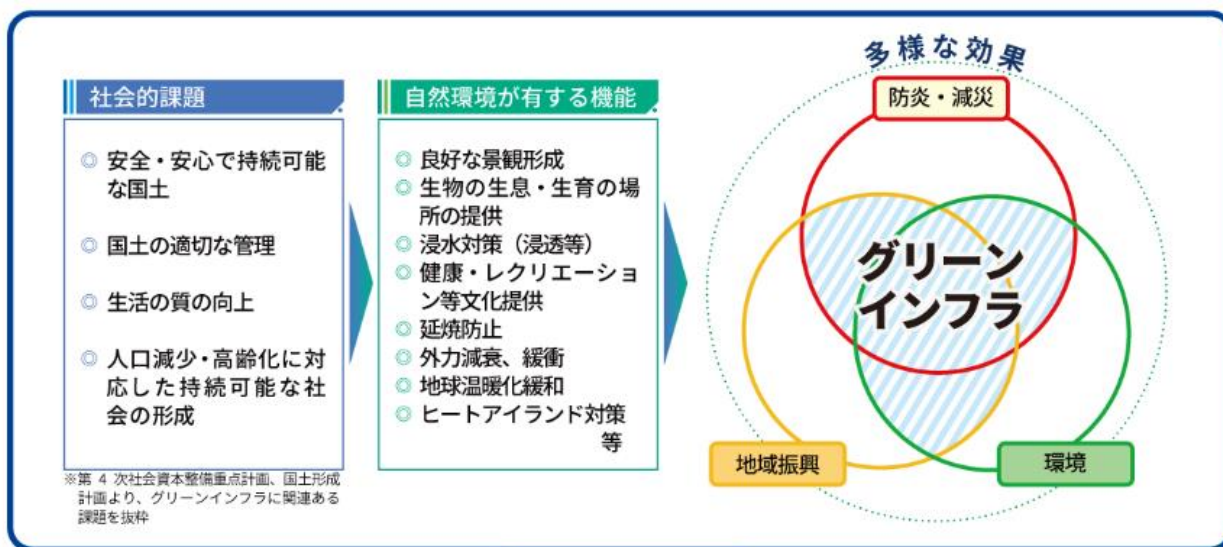 多様な効果
社会的課題
◎ 安全・安心で持続可能
な国土
◎ 国土の適切な管理
◎ 生活の質の向上
◎ 人口減少・高齢化に対
応した持続可能な社
会の形成
※第 4 次社会資本整備重点計画、国土形成
計画より、グリーンインフラに関連ある
課題を抜粋
自然環境が有する機能
◎ 良好な景観形成
◎ 生物の生息・生育の場
所の提供
◎ 浸水対策（浸透等）
◎ 健康・レクリエーショ
ン等文化提供
◎ 延焼防止
◎ 外力減衰、緩衝
◎ 地球温暖化緩和
◎ ヒートアイランド対策
等
防炎・減災
グリーン
インフラ
地域振興
環境